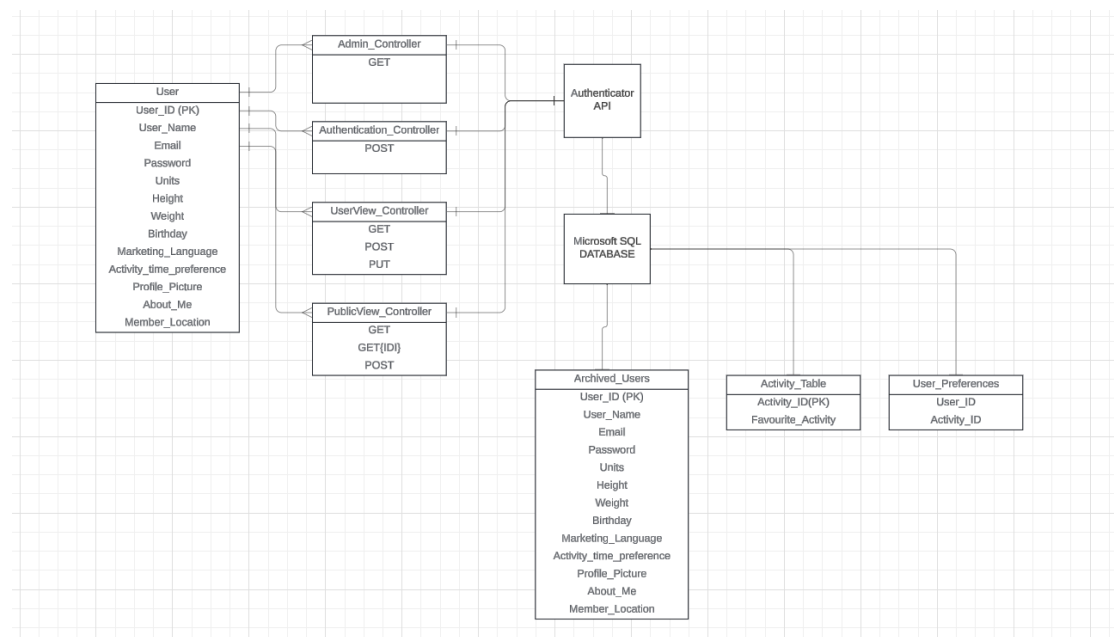 User
User_ID (PK)
User_Name
Email
Password
Units
Height
Weight
Birthday
Marketing_Language
Activity_time_preference
Profile_Picture
About_Me
Member_Location
Admin_Controller
GET
Authentication_Controller
POST
UserView_Controller
GET
POST
PUT
PublicView_Controller
GET
GET{IDI}
POST
Authenticator
API
Microsoft SQL
DATABASE
Archived_Users
User_ID (PK)
User_Name
Email
Password
Units
Height
Weight
Birthday
Marketing_Language
Activity_time_preference
Profile_Picture
About_Me
Member_Location
Activity_Table
Activity_ID(PK)
Favourite_Activity
User_Preferences
User_ID
Activity_ID